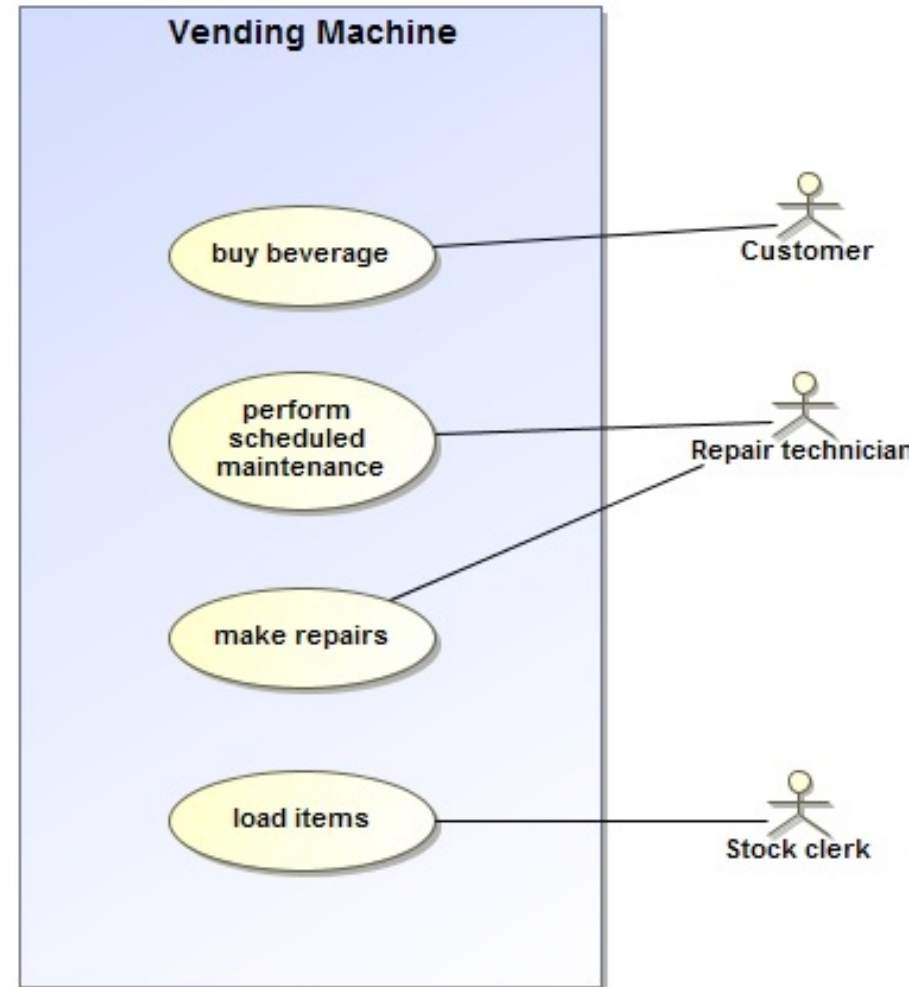 Vending Machine
buy beverage
Customer
perform
scheduled
maintenance
Repair technician
make repairs
load items
Stock clerk